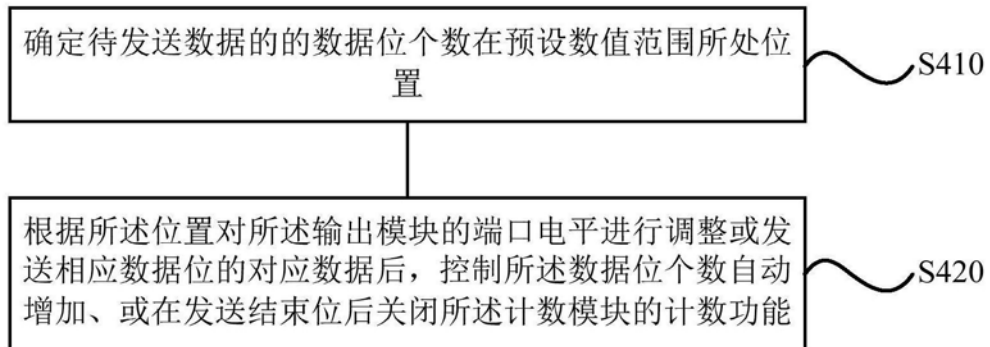 确定待发送数据的的数据位个数在预设数值范围所处位
置
S410
根据所述位置对所述输出模块的端口电平进行调整或发
送相应数据位的对应数据后，控制所述数据位个数自动
增加、或在发送结束位后关闭所述计数模块的计数功能
S420